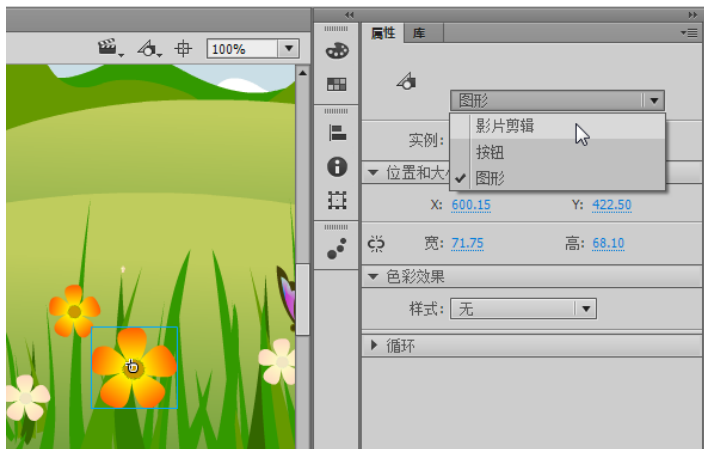 属性 库
100%
图形
影片剪辑
实例:
按钮
位置和大
图形
X: 600.15 Y: 422.50
宽: 71.75 高: 68.10
色彩效果
样式: 无
循环